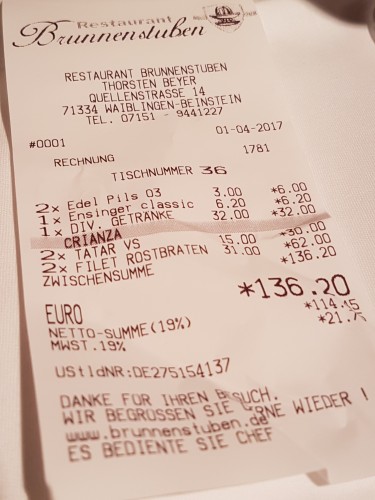 Restaurant
Brunnenstuben
RESTAURANT BRUNNENSTUBEN
THORSTEN BEYER
QUELLENSTRASSE 14
71334 WAIBLINGEN-BEINSTEIN
TEL. 07151 - 9441227
#0001 01-04-2017
RECHNUNG 1781
TISCHNUMMER 36
2x Edel Pils 03 3.00 *6.00
1x Ensinger classic 6.20 *6.20
1x DIV. GETRÄNKE 32.00 *32.00
CRIANZA
2x TATAR VS 15.00 *30.00
2x FILET ROSTBRATEN 31.00 *62.00
ZWISCHENSUMME *136.20
EURO *136.20
NETTO-SUMME(19%) *114.45
MWST.19% *21.75
UStIdNR:DE275154137
DANKE FÜR IHREN BESUCH.
WIR BEGRÜSSEN SIE GERNE WIEDER !
www.brunnenstuben.de
ES BEDIENTE SIE CHEF